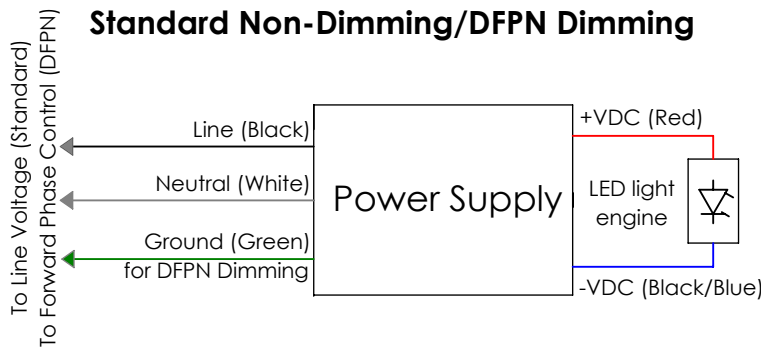 Standard Non-Dimming/DFPN Dimming
To Line Voltage (Standard)
To Forward Phase Control (DFPN)
Line (Black)
Neutral (White)
Ground (Green)
for DFPN Dimming
Power Supply
+VDC (Red)
LED light
engine
-VDC (Black/Blue)